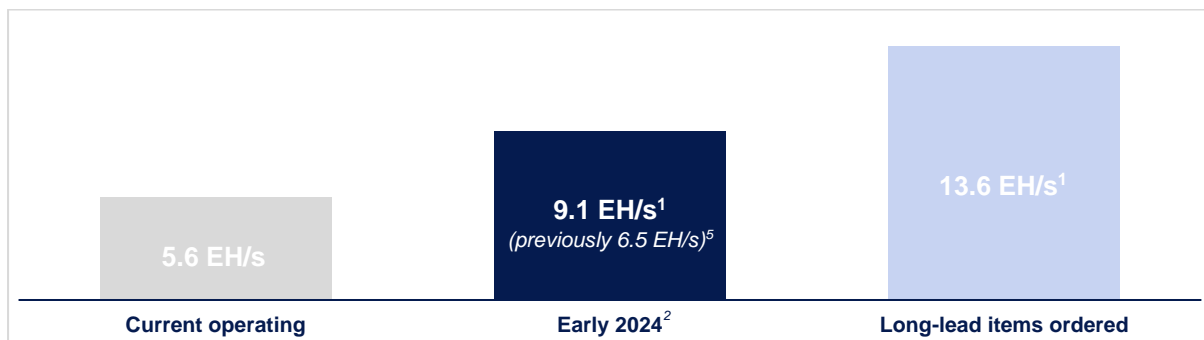 13.6 EH/s¹
9.1 EH/s¹
(previously 6.5 EH/s)⁵
5.6 EH/s
Current operating
Early 2024²
Long-lead items ordered